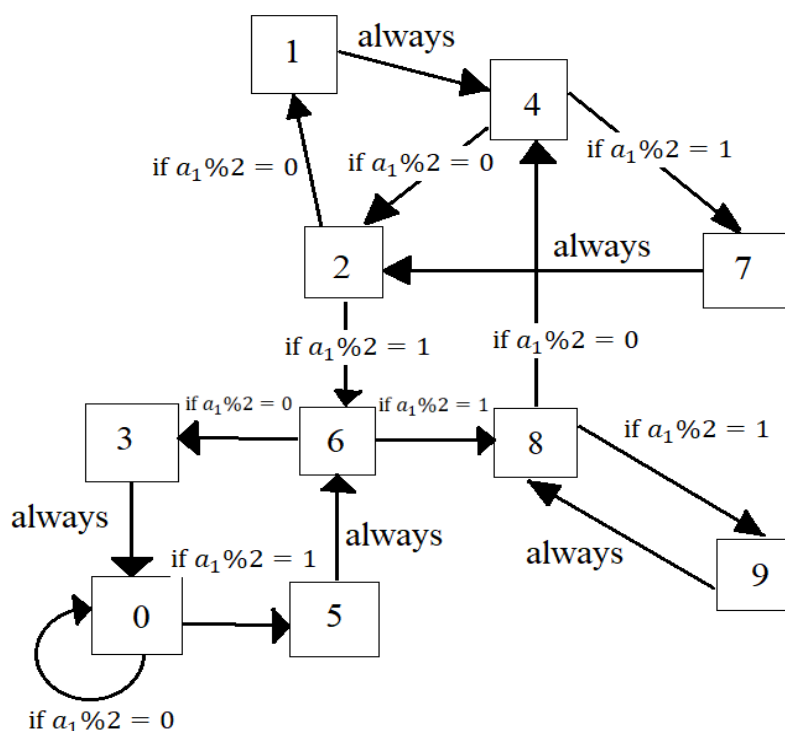 1
always
4
if a₁%2 = 0
if a₁%2 = 0
if a₁%2 = 1
2
always
7
if a₁%2 = 1
if a₁%2 = 0
3
if a₁%2 = 0
6
if a₁%2 = 1
8
if a₁%2 = 1
always
if a₁%2 = 1
always
always
9
0
5
if a₁%2 = 0